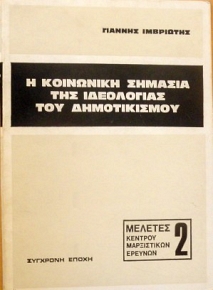 ΓΙΑΝΝΗΣ ΙΜΒΡΙΩΤΗΣ
Η ΚΟΙΝΩΝΙΚΗ ΣΗΜΑΣΙΑ
ΤΗΣ ΙΔΕΟΛΟΓΙΑΣ
ΤΟΥ ΔΗΜΟΤΙΚΙΣΜΟΥ
ΜΕΛΕΤΕΣ
ΚΕΝΤΡΟΥ
ΜΑΡΞΙΣΤΙΚΩΝ
ΕΡΕΥΝΩΝ
2
ΣΥΓΧΡΟΝΗ ΕΠΟΧΗ